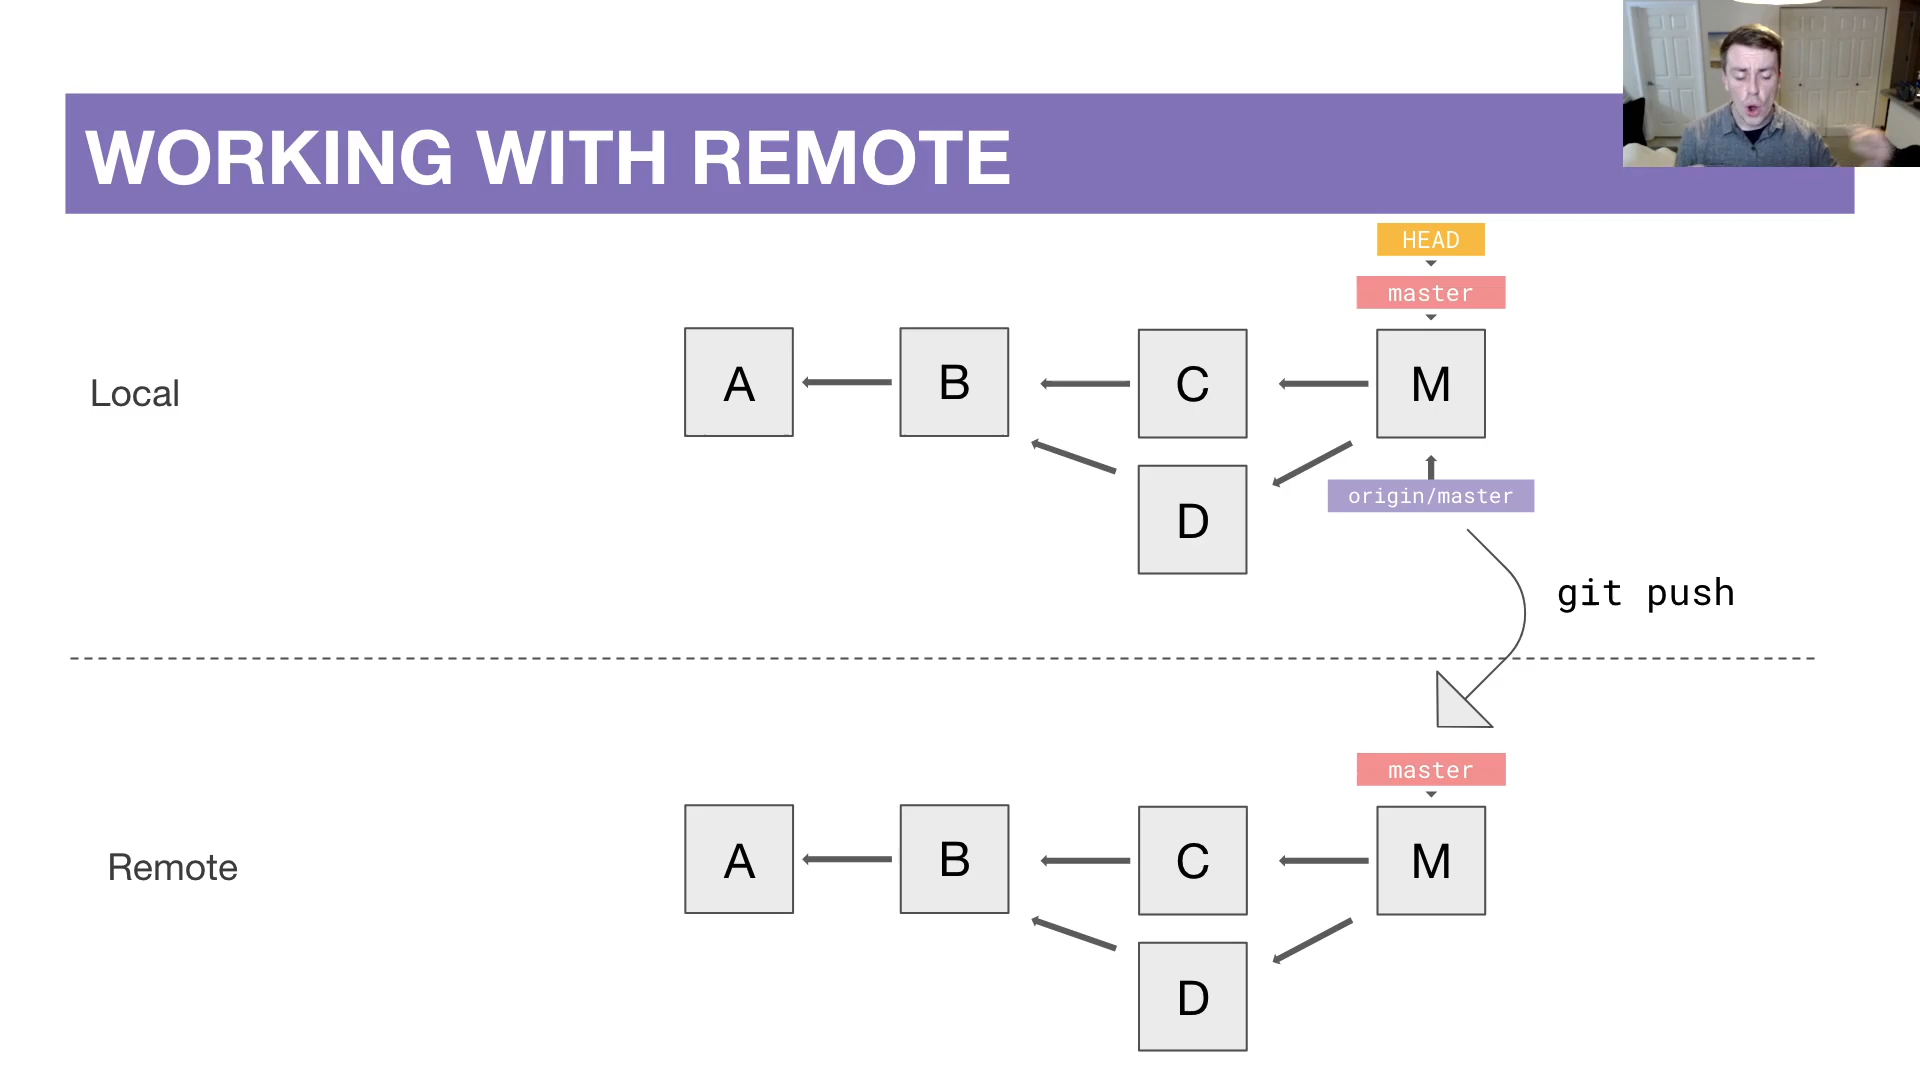 WORKING WITH REMOTE
HEAD
master
Local
A
B
C
M
origin/master
D
git push
master
Remote
A
B
C
M
D